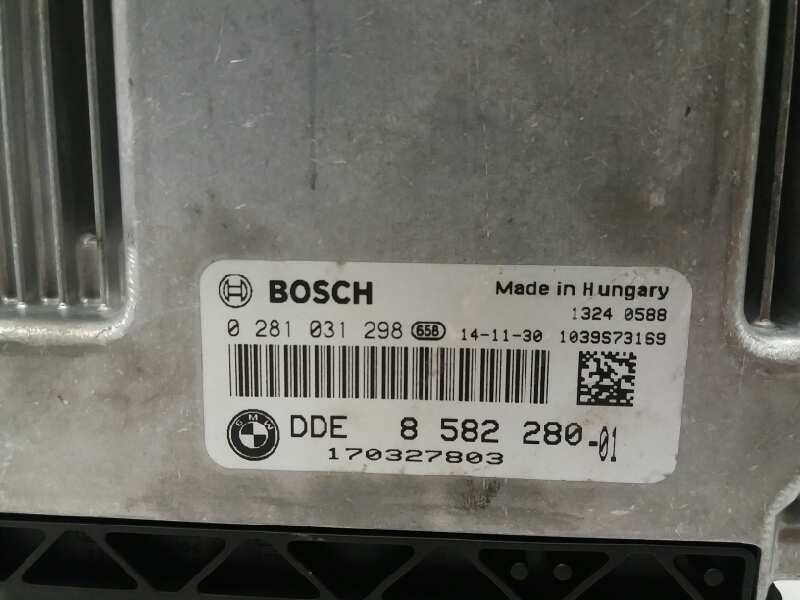 BOSCH Made in Hungary
1324 0588
0 281 031 298 658 14-11-30 1039S73169
BMW DDE 8 582 280-01
170327803